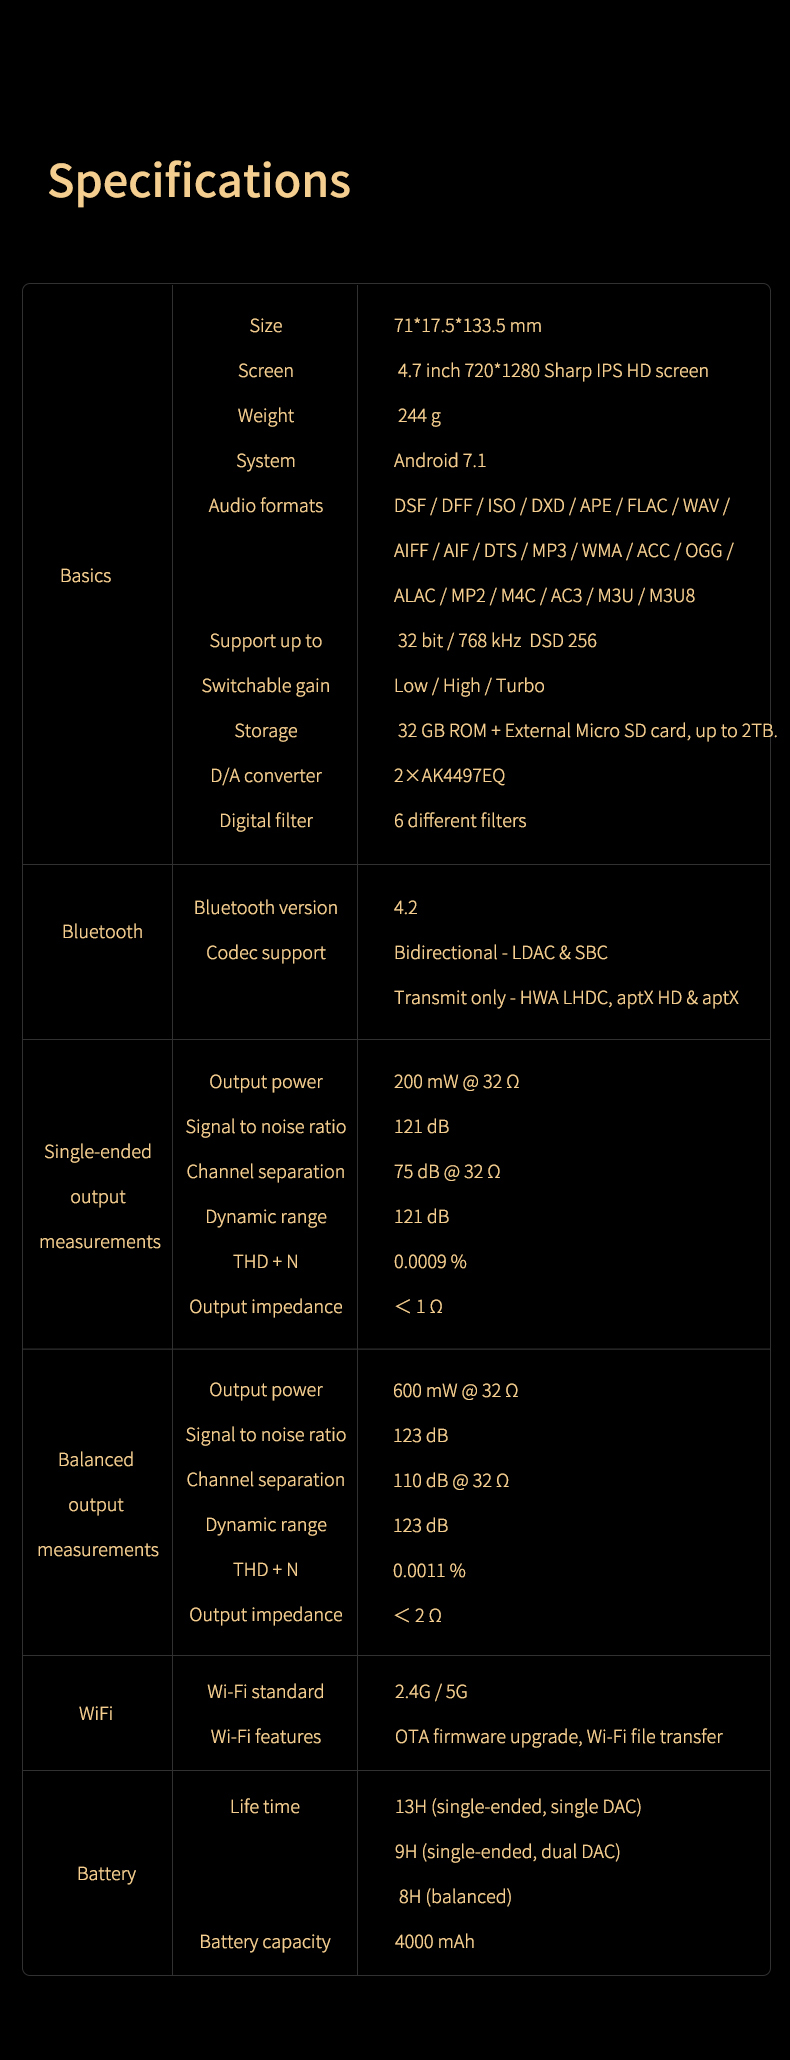 Specifications
Basics
Size 71*17.5*133.5 mm
Screen 4.7 inch 720*1280 Sharp IPS HD screen
Weight 244 g
System Android 7.1
Audio formats DSF / DFF / ISO / DXD / APE / FLAC / WAV /
AIFF / AIF / DTS / MP3 / WMA / ACC / OGG /
ALAC / MP2 / M4C / AC3 / M3U / M3U8
Support up to 32 bit / 768 kHz DSD 256
Switchable gain Low / High / Turbo
Storage 32 GB ROM + External Micro SD card, up to 2TB.
D/A converter 2×AK4497EQ
Digital filter 6 different filters
Bluetooth
Bluetooth version 4.2
Codec support Bidirectional - LDAC & SBC
Transmit only - HWA LHDC, aptX HD & aptX
Single-ended
output
measurements
Output power 200 mW @ 32 Ω
Signal to noise ratio 121 dB
Channel separation 75 dB @ 32 Ω
Dynamic range 121 dB
THD + N 0.0009 %
Output impedance ＜ 1 Ω
Balanced
output
measurements
Output power 600 mW @ 32 Ω
Signal to noise ratio 123 dB
Channel separation 110 dB @ 32 Ω
Dynamic range 123 dB
THD + N 0.0011 %
Output impedance ＜ 2 Ω
WiFi
Wi-Fi standard 2.4G / 5G
Wi-Fi features OTA firmware upgrade, Wi-Fi file transfer
Battery
Life time 13H (single-ended, single DAC)
9H (single-ended, dual DAC)
8H (balanced)
Battery capacity 4000 mAh